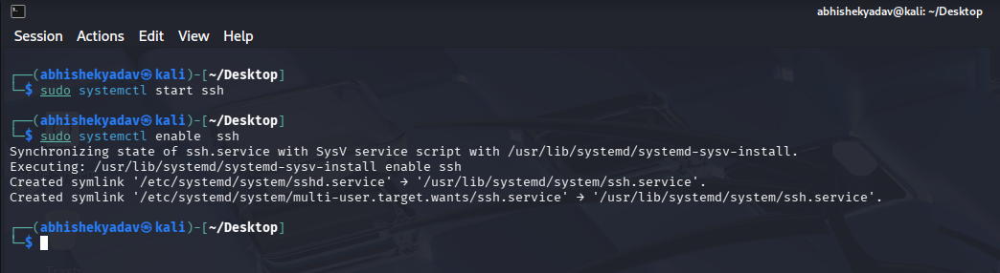 abhishekyadav@kali: ~/Desktop
Session Actions Edit View Help
┌──(abhishekyadav㉿kali)-[~/Desktop]
└─$ sudo systemctl start ssh
┌──(abhishekyadav㉿kali)-[~/Desktop]
└─$ sudo systemctl enable  ssh
Synchronizing state of ssh.service with SysV service script with /usr/lib/systemd/systemd-sysv-install.
Executing: /usr/lib/systemd/systemd-sysv-install enable ssh
Created symlink '/etc/systemd/system/sshd.service' → '/usr/lib/systemd/system/ssh.service'.
Created symlink '/etc/systemd/system/multi-user.target.wants/ssh.service' → '/usr/lib/systemd/system/ssh.service'.
┌──(abhishekyadav㉿kali)-[~/Desktop]
└─$